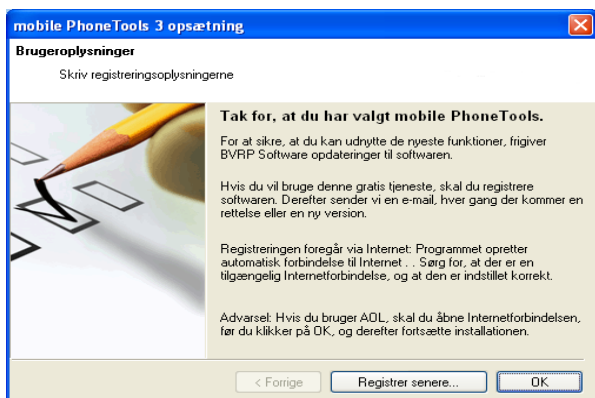 mobile PhoneTools 3 opsætning
Brugeroplysninger
Skriv registreringsoplysningerne
Tak for, at du har valgt mobile PhoneTools.
For at sikre, at du kan udnytte de nyeste funktioner, frigiver
BVRP Software opdateringer til softwaren.
Hvis du vil bruge denne gratis tjeneste, skal du registrere
softwaren. Derefter sender vi en e-mail, hver gang der kommer en
rettelse eller en ny version.
Registreringen foregår via Internet: Programmet opretter
automatisk forbindelse til Internet . . Sørg for, at der er en
tilgængelig Internetforbindelse, og at den er indstillet korrekt.
Advarsel: Hvis du bruger AOL, skal du åbne Internetforbindelsen,
før du klikker på OK, og derefter fortsætte installationen.
< Forrige
Registrer senere...
OK